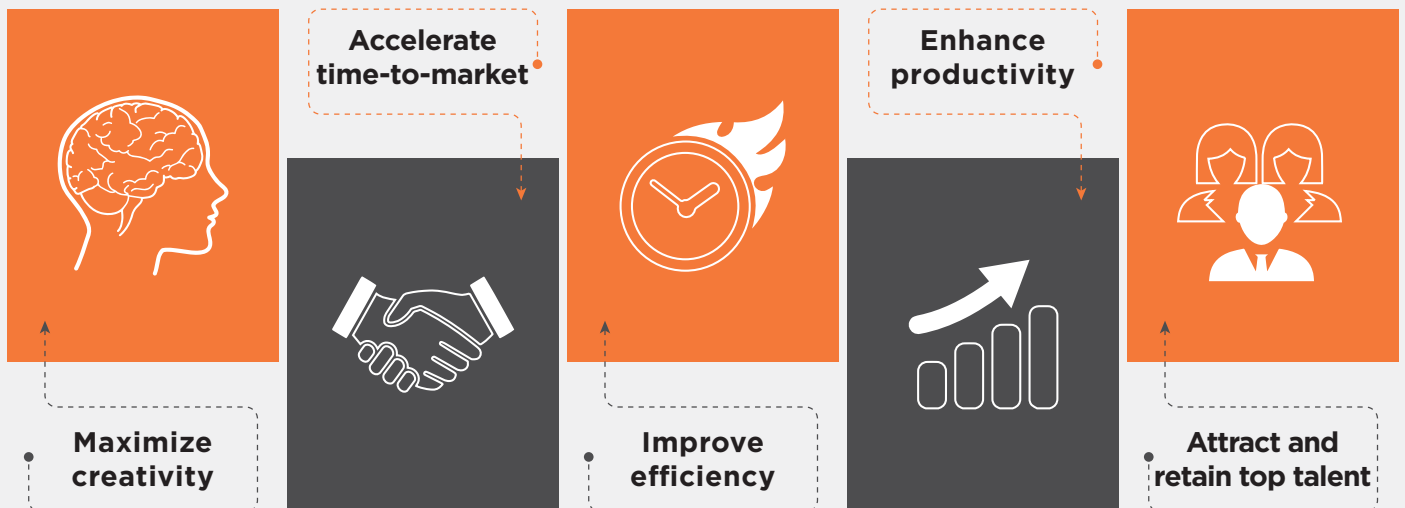 Accelerate
time-to-market
Enhance
productivity
Maximize
creativity
Improve
efficiency
Attract and
retain top talent